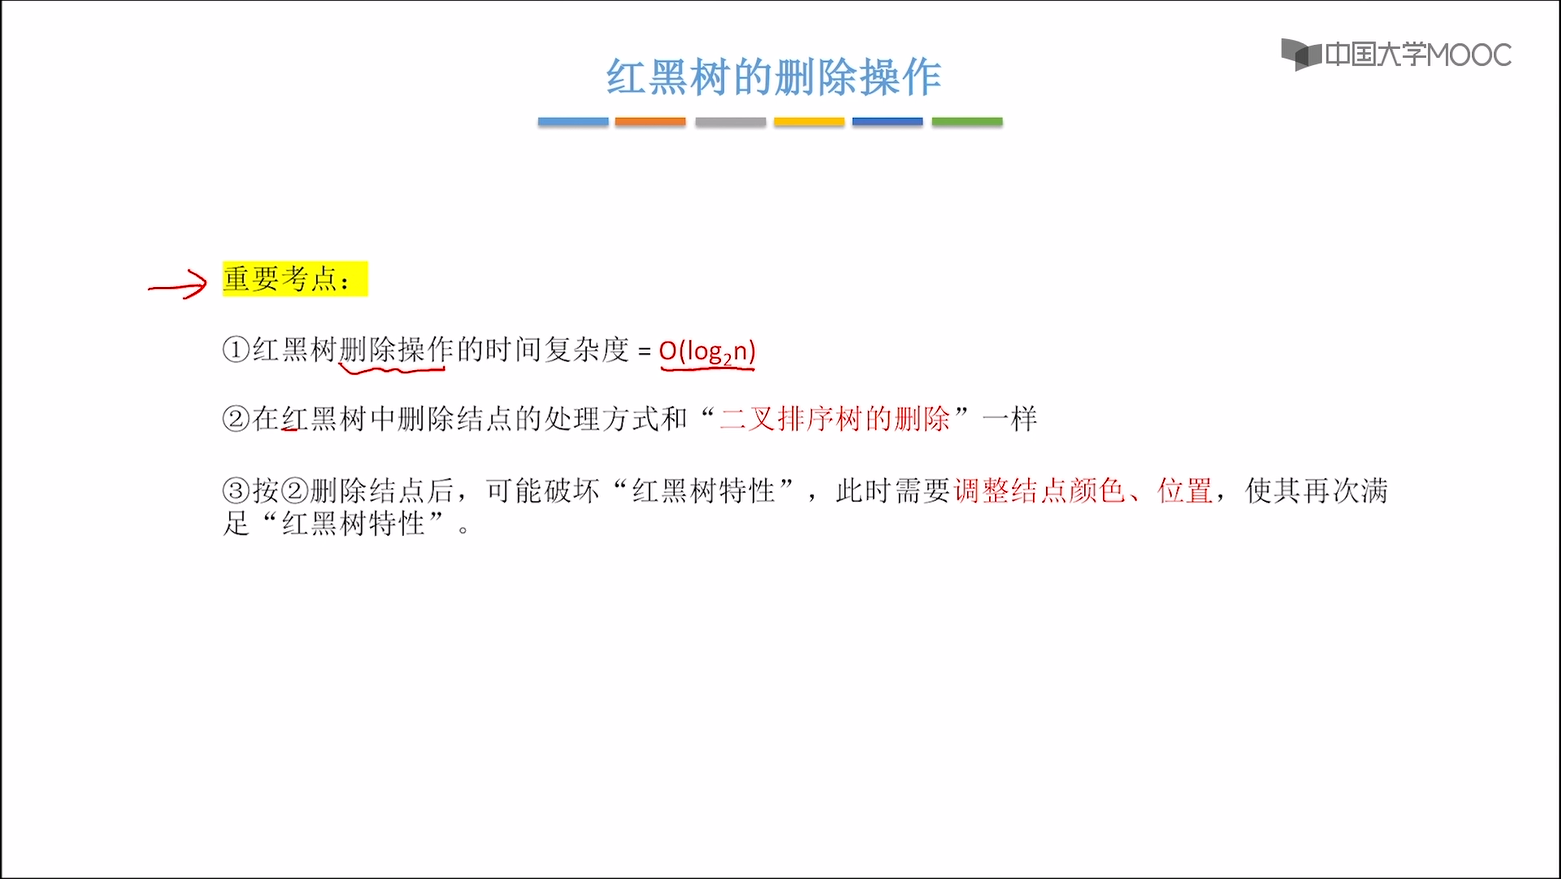 中国大学MOOC
红黑树的删除操作
重要考点：
①红黑树删除操作的时间复杂度 = O(log₂n)
②在红黑树中删除结点的处理方式和“二叉排序树的删除”一样
③按②删除结点后，可能破坏“红黑树特性”，此时需要调整结点颜色、位置，使其再次满
足“红黑树特性”。